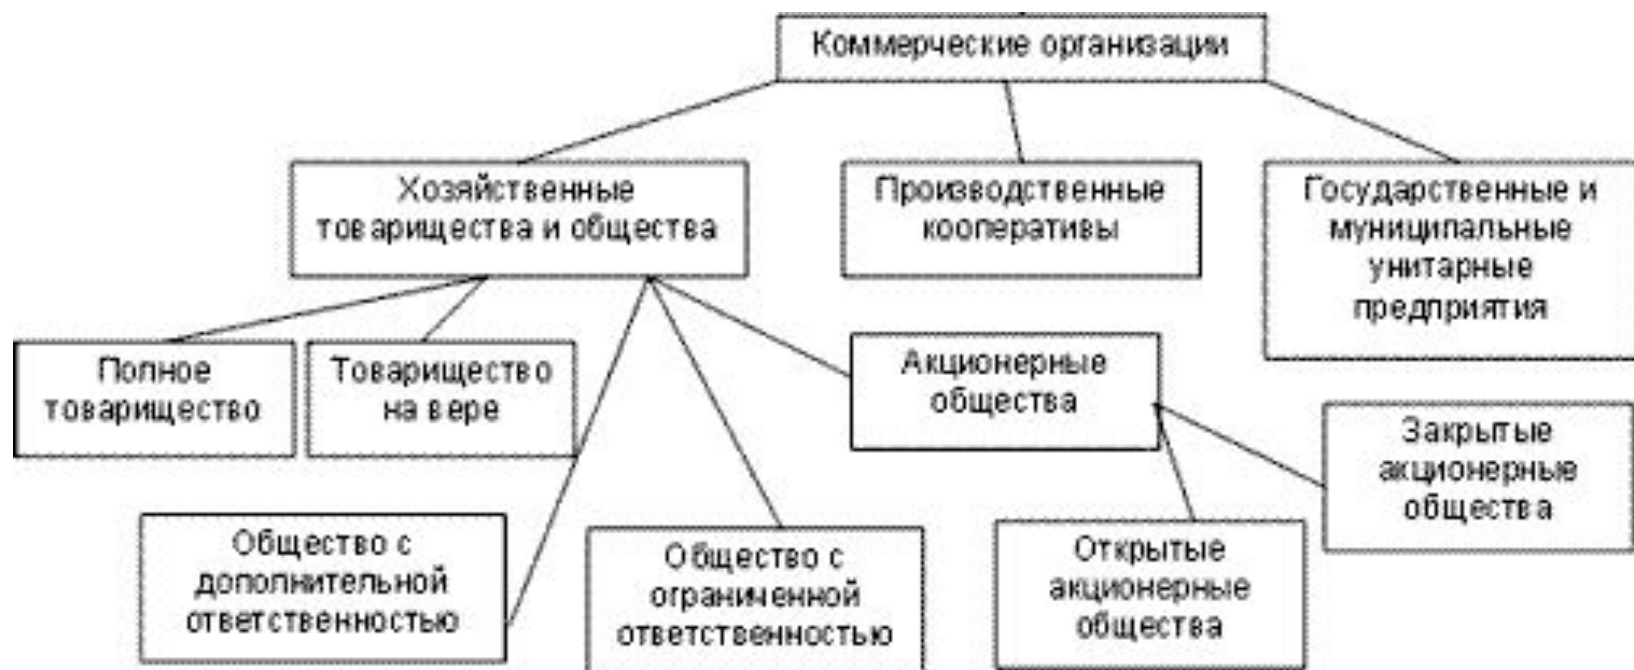 Коммерческие организации
Хозяйственные
товарищества и общества
Производственные
кооперативы
Государственные и
муниципальные
унитарные
предприятия
Полное
товарищество
Товарищество
на вере
Акционерные
общества
Закрытые
акционерные
общества
Общество с
дополнительной
ответственностью
Общество с
ограниченной
ответственностью
Открытые
акционерные
общества